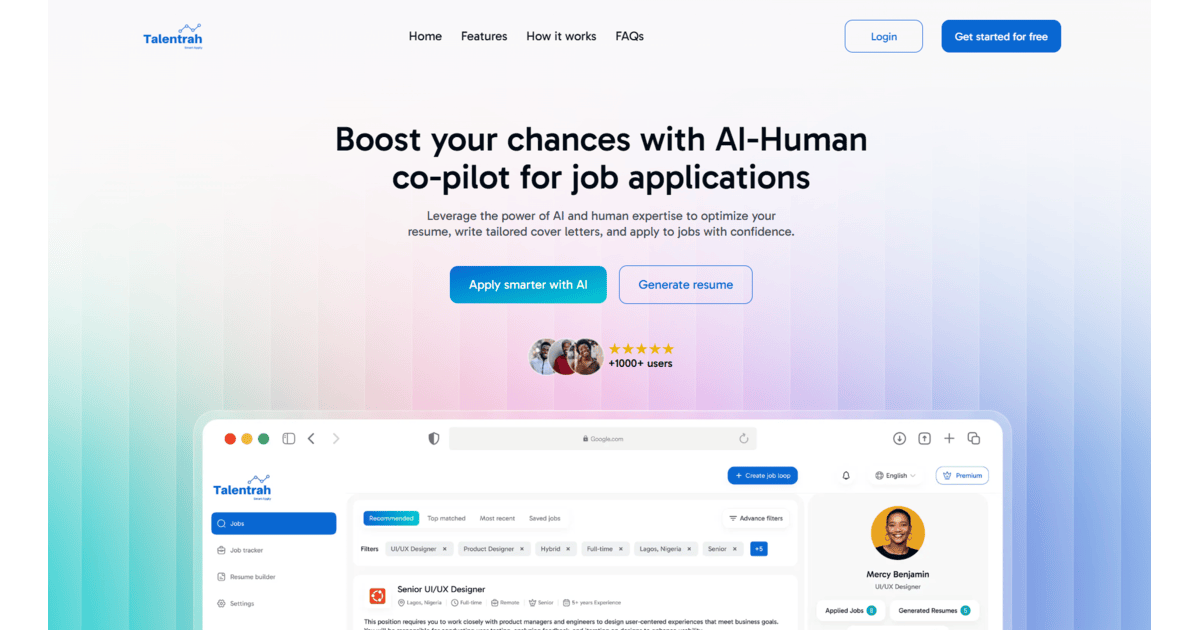 Talentrah
Home Features How it works FAQs
Login
Get started for free
Boost your chances with AI-Human
co-pilot for job applications
Leverage the power of AI and human expertise to optimize your
resume, write tailored cover letters, and apply to jobs with confidence.
Apply smarter with AI
Generate resume
+1000+ users
Google.com
Talentrah
+ Create job loop
English
Premium
Jobs
Job tracker
Resume builder
Settings
Recommended Top matched Most recent Saved jobs
Advance filters
Filters UI/UX Designer × Product Designer × Hybrid × Full-time × Lagos, Nigeria × Senior × +5
Senior UI/UX Designer
Lagos, Nigeria Full-time Remote Senior 5+ years Experience
This position requires you to work closely with product managers and engineers to design user-centered experiences that meet business goals.
Mercy Benjamin
UI/UX Designer
Applied Jobs
Generated Resumes